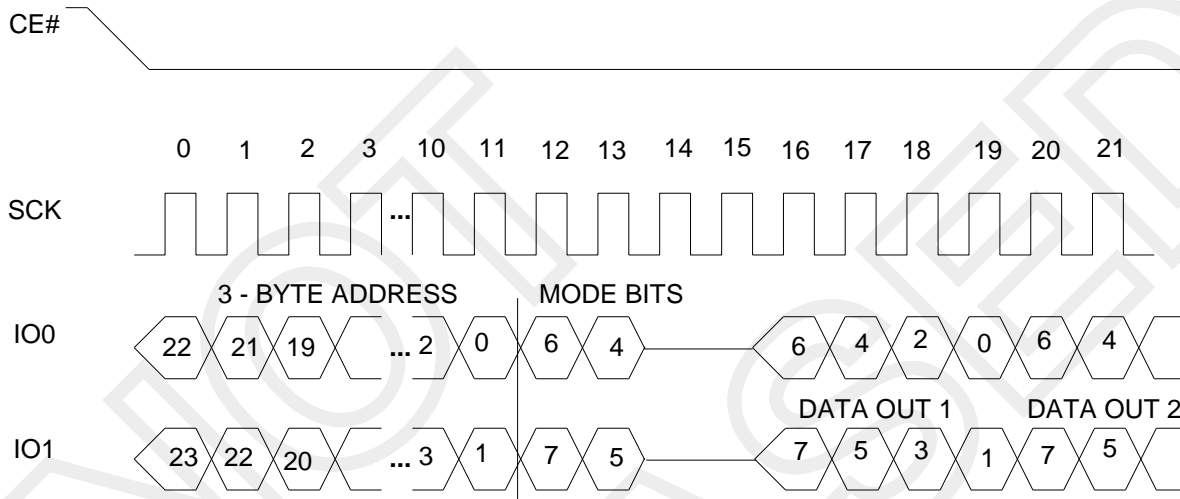 CE#
0 1 2 3 10 11 12 13 14 15 16 17 18 19 20 21
SCK ...
3 - BYTE ADDRESS MODE BITS
IO0 22 21 19 ... 2 0 6 4 6 4 2 0 6 4
DATA OUT 1 DATA OUT 2
IO1 23 22 20 ... 3 1 7 5 7 5 3 1 7 5